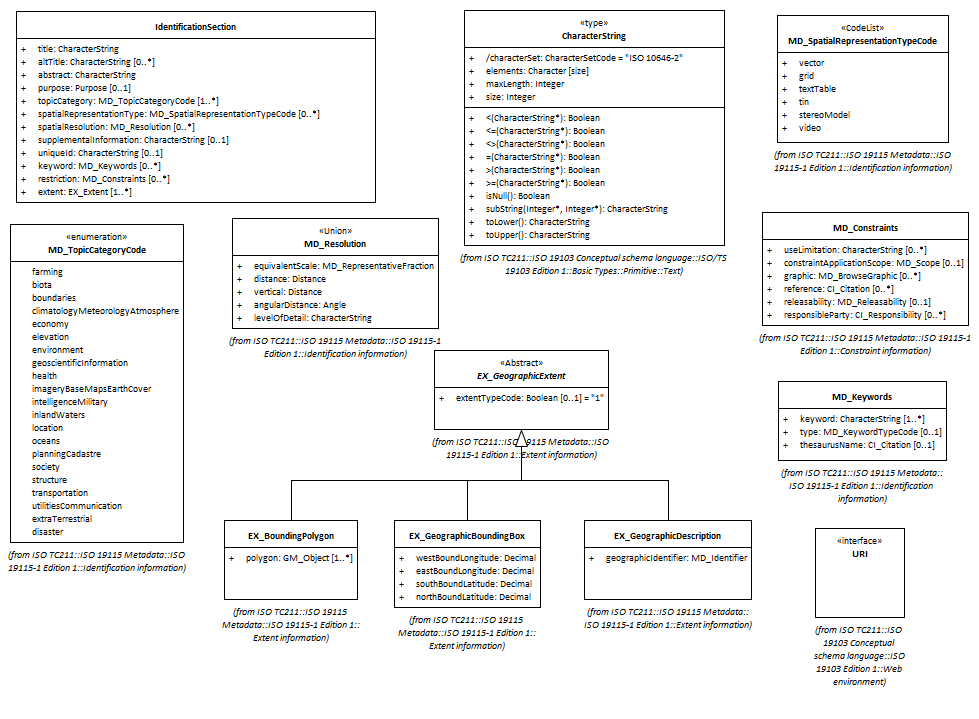 IdentificationSection
+ title: CharacterString
+ altTitle: CharacterString [0..*]
+ abstract: CharacterString
+ purpose: Purpose [0..1]
+ topicCategory: MD_TopicCategoryCode [1..*]
+ spatialRepresentationType: MD_SpatialRepresentationTypeCode [0..*]
+ spatialResolution: MD_Resolution [0..*]
+ supplementalInformation: CharacterString [0..1]
+ uniqueId: CharacterString [0..1]
+ keyword: MD_Keywords [0..*]
+ restriction: MD_Constraints [0..*]
+ extent: EX_Extent [1..*]
«type»
CharacterString
+ /characterSet: CharacterSetCode = "ISO 10646-2"
+ elements: Character [size]
+ maxLength: Integer
+ size: Integer
+ <(CharacterString*): Boolean
+ <=(CharacterString*): Boolean
+ <>(CharacterString*): Boolean
+ =(CharacterString*): Boolean
+ >(CharacterString*): Boolean
+ >=(CharacterString*): Boolean
+ isNull(): Boolean
+ subString(Integer*, Integer*): CharacterString
+ toLower(): CharacterString
+ toUpper(): CharacterString
(from ISO TC211::ISO 19103 Conceptual schema language::ISO/TS
19103 Edition 1::Basic Types::Primitive::Text)
«CodeList»
MD_SpatialRepresentationTypeCode
+ vector
+ grid
+ textTable
+ tin
+ stereoModel
+ video
(from ISO TC211::ISO 19115 Metadata::ISO
19115-1 Edition 1::Identification information)
«enumeration»
MD_TopicCategoryCode
farming
biota
boundaries
climatologyMeteorologyAtmosphere
economy
elevation
environment
geoscientificInformation
health
imageryBaseMapsEarthCover
intelligenceMilitary
inlandWaters
location
oceans
planningCadastre
society
structure
transportation
utilitiesCommunication
extraTerrestrial
disaster
(from ISO TC211::ISO 19115 Metadata::ISO
19115-1 Edition 1::Identification information)
«Union»
MD_Resolution
+ equivalentScale: MD_RepresentativeFraction
+ distance: Distance
+ vertical: Distance
+ angularDistance: Angle
+ levelOfDetail: CharacterString
(from ISO TC211::ISO 19115 Metadata::ISO 19115-1
Edition 1::Identification information)
MD_Constraints
+ useLimitation: CharacterString [0..*]
+ constraintApplicationScope: MD_Scope [0..1]
+ graphic: MD_BrowseGraphic [0..*]
+ reference: CI_Citation [0..*]
+ releasability: MD_Releasability [0..1]
+ responsibleParty: CI_Responsibility [0..*]
(from ISO TC211::ISO 19115 Metadata::ISO 19115-1
Edition 1::Constraint information)
«Abstract»
EX_GeographicExtent
+ extentTypeCode: Boolean [0..1] = "1"
(from ISO TC211::ISO 19115 Metadata::ISO
19115-1 Edition 1::Extent information)
MD_Keywords
+ keyword: CharacterString [1..*]
+ type: MD_KeywordTypeCode [0..1]
+ thesaurusName: CI_Citation [0..1]
(from ISO TC211::ISO 19115 Metadata::
ISO 19115-1 Edition 1::Identification
information)
EX_BoundingPolygon
+ polygon: GM_Object [1..*]
(from ISO TC211::ISO 19115
Metadata::ISO 19115-1 Edition 1::
Extent information)
EX_GeographicBoundingBox
+ westBoundLongitude: Decimal
+ eastBoundLongitude: Decimal
+ southBoundLatitude: Decimal
+ northBoundLatitude: Decimal
(from ISO TC211::ISO 19115
Metadata::ISO 19115-1 Edition 1::
Extent information)
EX_GeographicDescription
+ geographicIdentifier: MD_Identifier
(from ISO TC211::ISO 19115 Metadata::
ISO 19115-1 Edition 1::Extent information)
«interface»
URI
(from ISO TC211::ISO
19103 Conceptual
schema language::ISO
19103 Edition 1::Web
environment)